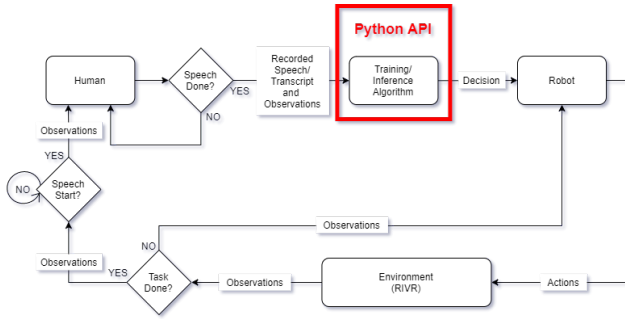 Python API
Human
Speech
Done?
YES
NO
Recorded
Speech/
Transcript
and
Observations
Training/
Inference
Algorithm
Decision
Robot
Observations
YES
NO
Speech
Start?
Observations
Observations
NO
YES
Task
Done?
Observations
Environment
(RIVR)
Actions